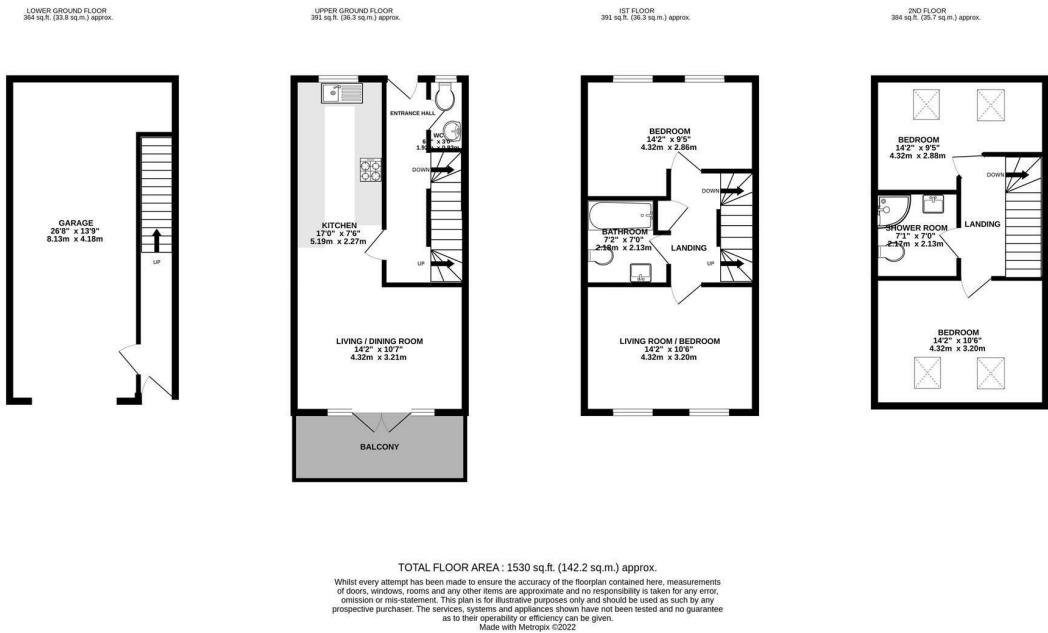 LOWER GROUND FLOOR
364 sq.ft. (33.8 sq.m.) approx.
UPPER GROUND FLOOR
391 sq.ft. (36.3 sq.m.) approx.
1ST FLOOR
391 sq.ft. (36.3 sq.m.) approx.
2ND FLOOR
384 sq.ft. (35.7 sq.m.) approx.
GARAGE
26'8" x 13'9"
8.13m x 4.18m
UP
ENTRANCE HALL
WC
DOWN
KITCHEN
17'0" x 7'6"
5.19m x 2.27m
UP
LIVING / DINING ROOM
14'2" x 10'7"
4.32m x 3.21m
BALCONY
BEDROOM
14'2" x 9'5"
4.32m x 2.86m
DOWN
BATHROOM
7'2" x 7'0"
2.18m x 2.13m
LANDING
UP
LIVING ROOM / BEDROOM
14'2" x 10'6"
4.32m x 3.20m
BEDROOM
14'2" x 9'5"
4.32m x 2.88m
DOWN
LANDING
SHOWER ROOM
7'1" x 7'0"
2.17m x 2.13m
BEDROOM
14'2" x 10'6"
4.32m x 3.20m
TOTAL FLOOR AREA : 1530 sq.ft. (142.2 sq.m.) approx.
Whilst every attempt has been made to ensure the accuracy of the floorplan contained here, measurements
of doors, windows, rooms and any other items are approximate and no responsibility is taken for any error,
omission or mis-statement. This plan is for illustrative purposes only and should be used as such by any
prospective purchaser. The services, systems and appliances shown have not been tested and no guarantee
as to their operability or efficiency can be given.
Made with Metropix ©2022